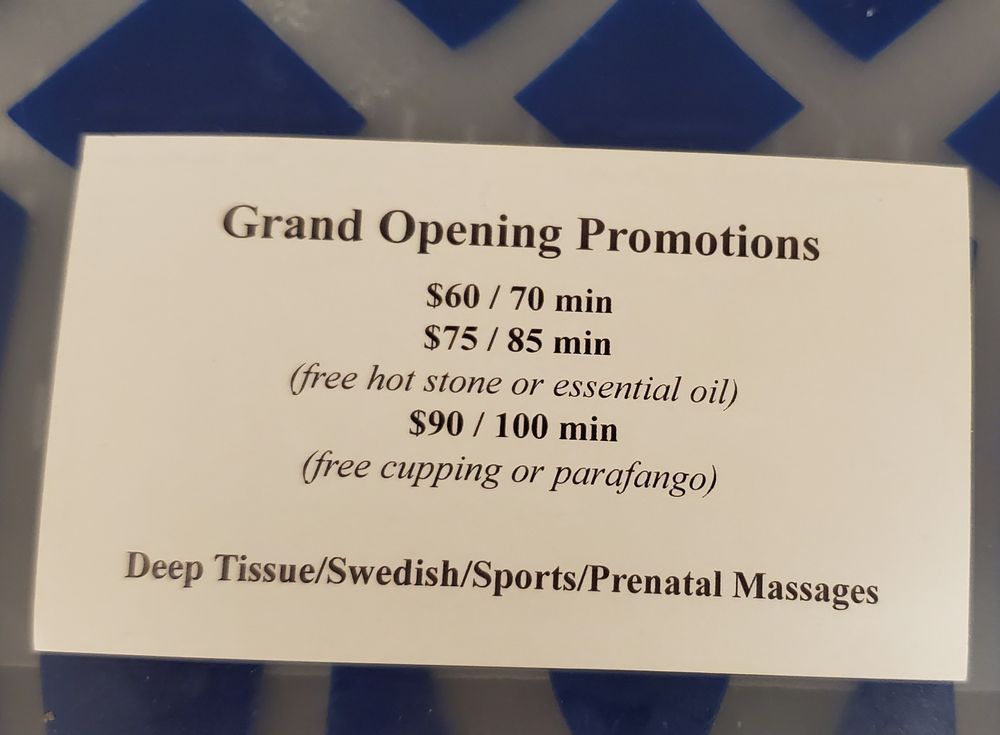 Grand Opening Promotions
$60 / 70 min
$75 / 85 min
(free hot stone or essential oil)
$90 / 100 min
(free cupping or parafango)
Deep Tissue/Swedish/Sports/Prenatal Massages